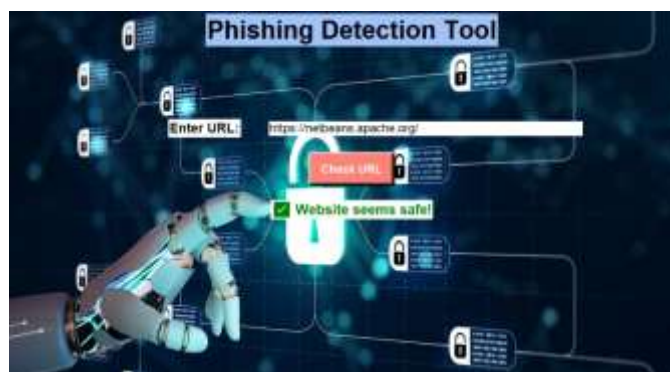 Phishing Detection Tool
Enter URL: https://netbeans.apache.org/
Check URL
✅ Website seems safe!